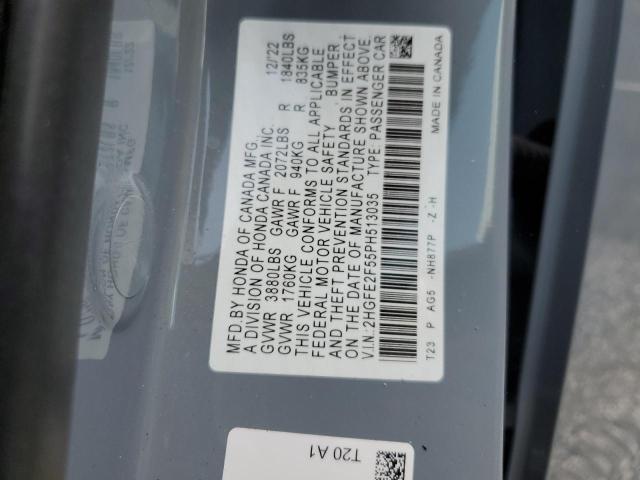 MFD.BY HONDA OF CANADA MFG. 12/22
A DIVISION OF HONDA CANADA INC.
GVWR 3880LBS GAWR F 2072LBS R 1840LBS
GVWR 1760KG GAWR F 940KG R 835KG
THIS VEHICLE CONFORMS TO ALL APPLICABLE
FEDERAL MOTOR VEHICLE SAFETY BUMPER,
AND THEFT PREVENTION STANDARDS IN EFFECT
ON THE DATE OF MANUFACTURE SHOWN ABOVE.
V.I.N.:2HGFE2F55PH513035 TYPE: PASSENGER CAR
T23 P AG5 -NH877P -Z -H MADE IN CANADA
T20 A1